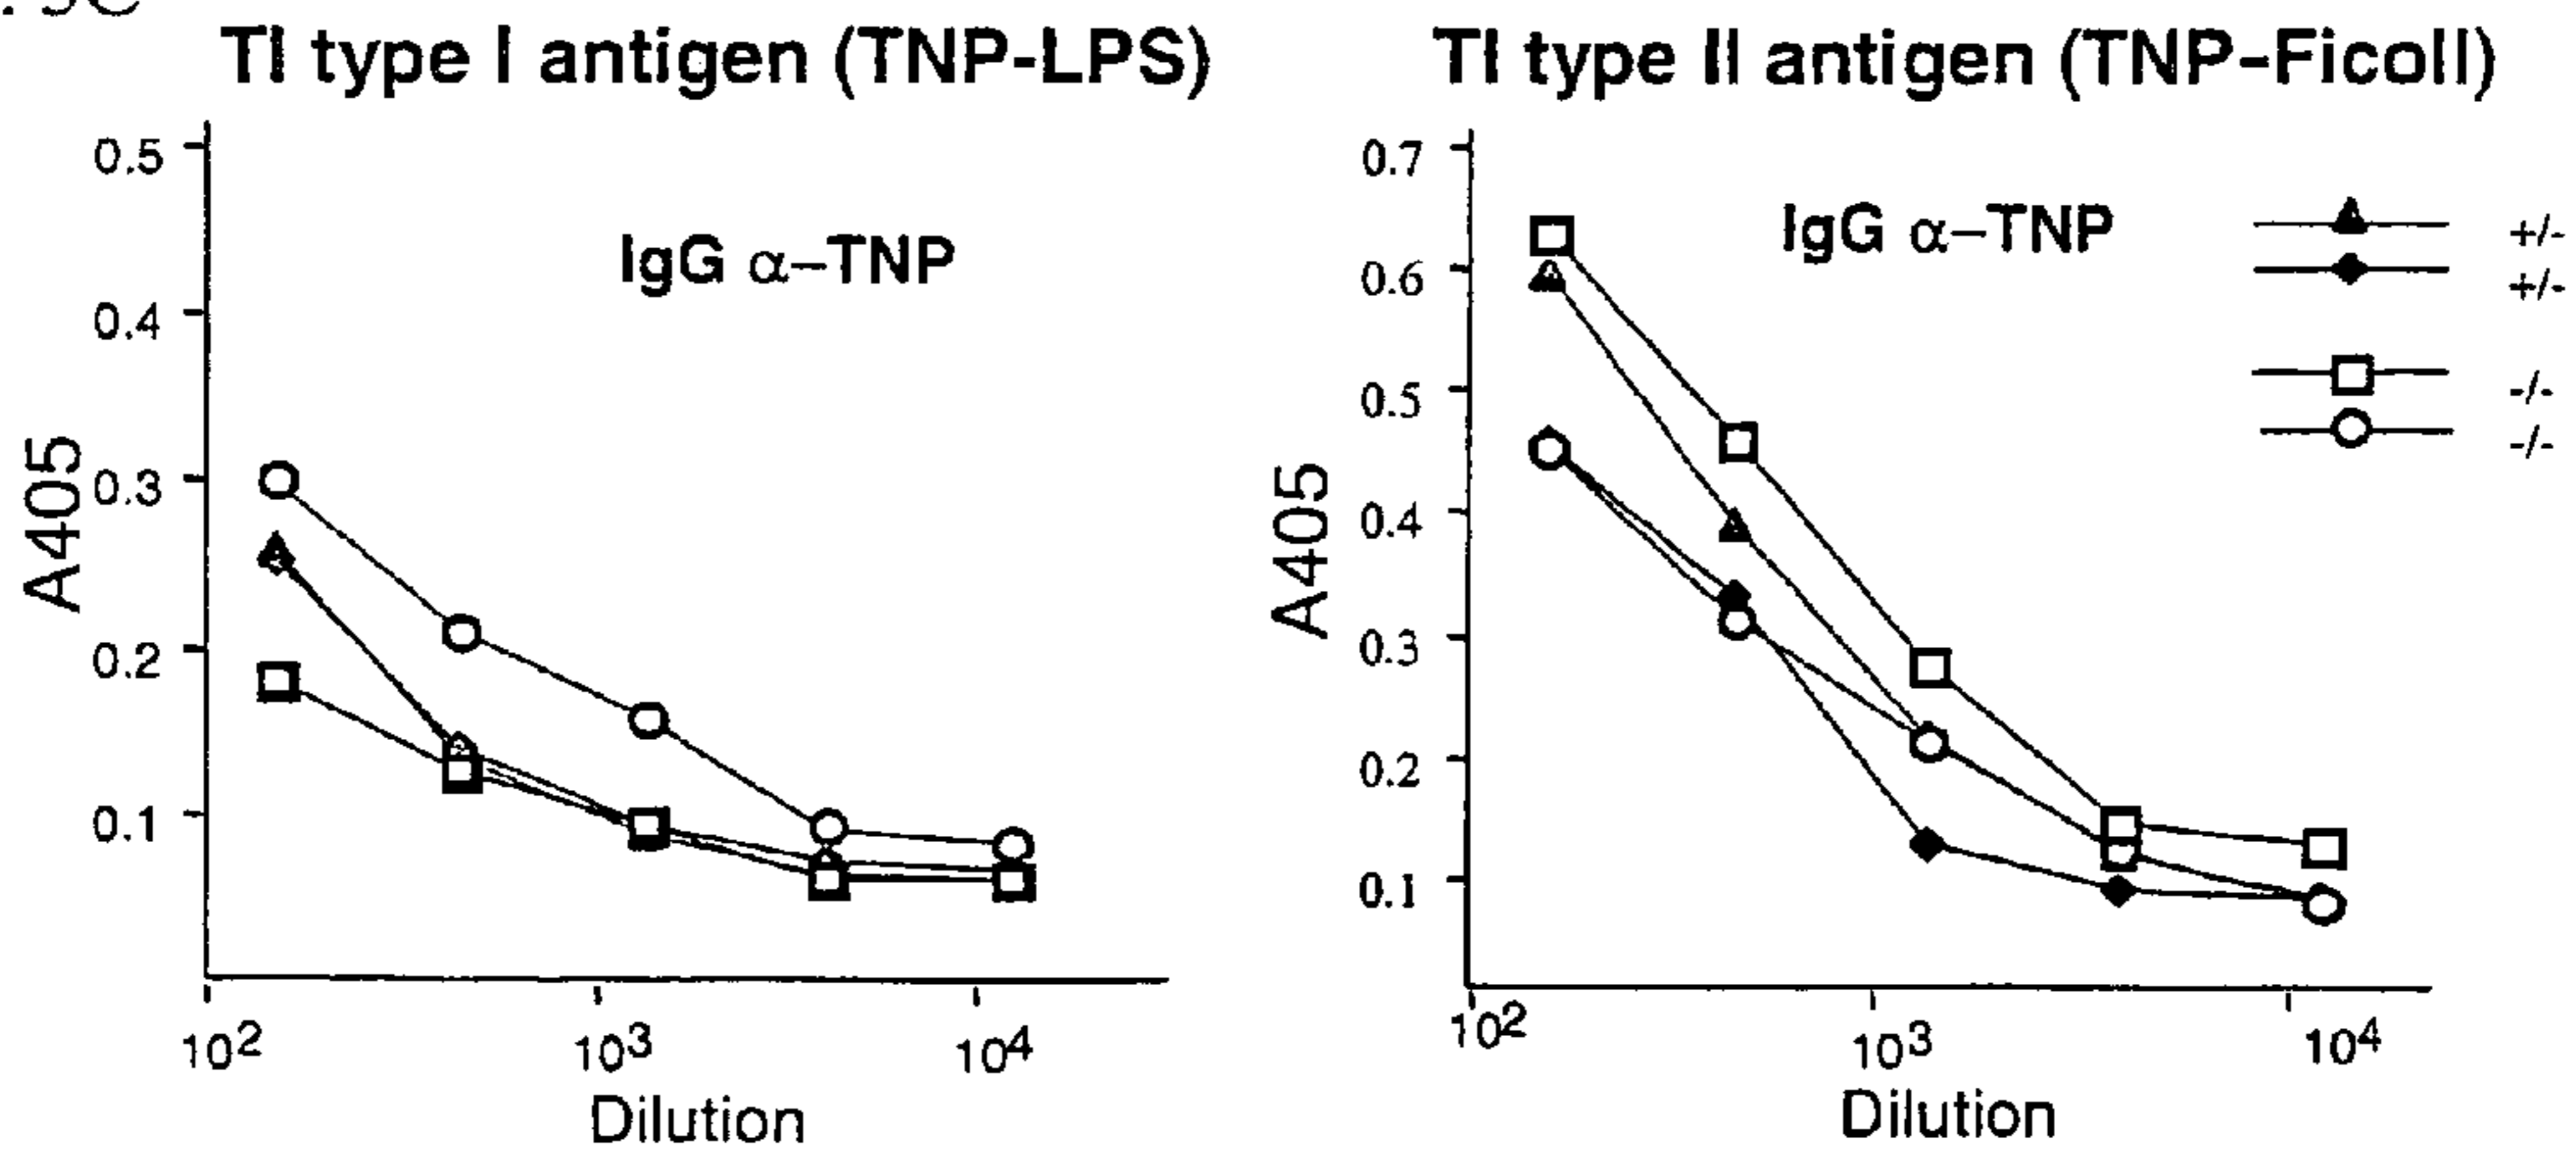 TI type I antigen (TNP-LPS)
0.5
0.4
0.3
0.2
0.1
A405
IgG α-TNP
10²
10³
10⁴
Dilution
TI type II antigen (TNP-Ficoll)
0.7
0.6
0.5
0.4
0.3
0.2
0.1
A405
IgG α-TNP
+/-
+/-
-/-
-/-
10²
10³
10⁴
Dilution